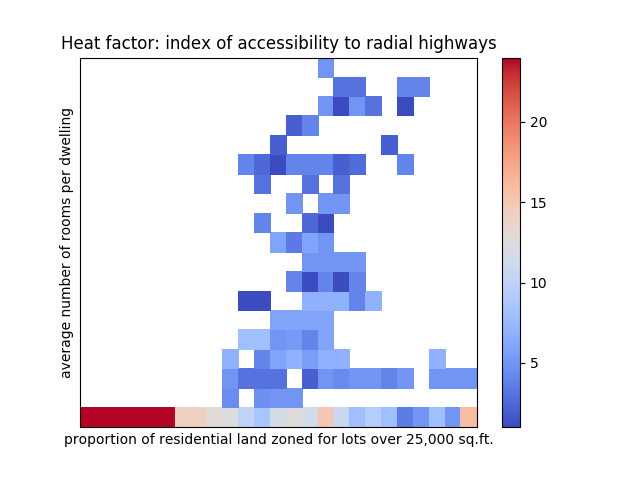 Heat factor: index of accessibility to radial highways
average number of rooms per dwelling
proportion of residential land zoned for lots over 25,000 sq.ft.
20
15
10
5